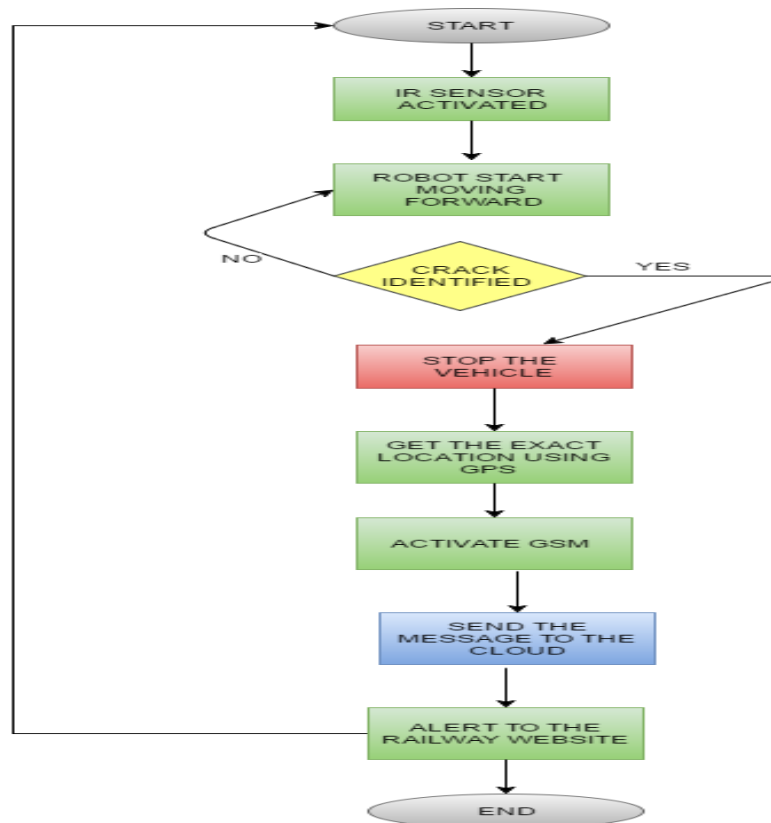 START
IR SENSOR
ACTIVATED
ROBOT START
MOVING
FORWARD
NO
CRACK
IDENTIFIED
YES
STOP THE
VEHICLE
GET THE EXACT
LOCATION USING
GPS
ACTIVATE GSM
SEND THE
MESSAGE TO THE
CLOUD
ALERT TO THE
RAILWAY WEBSITE
END